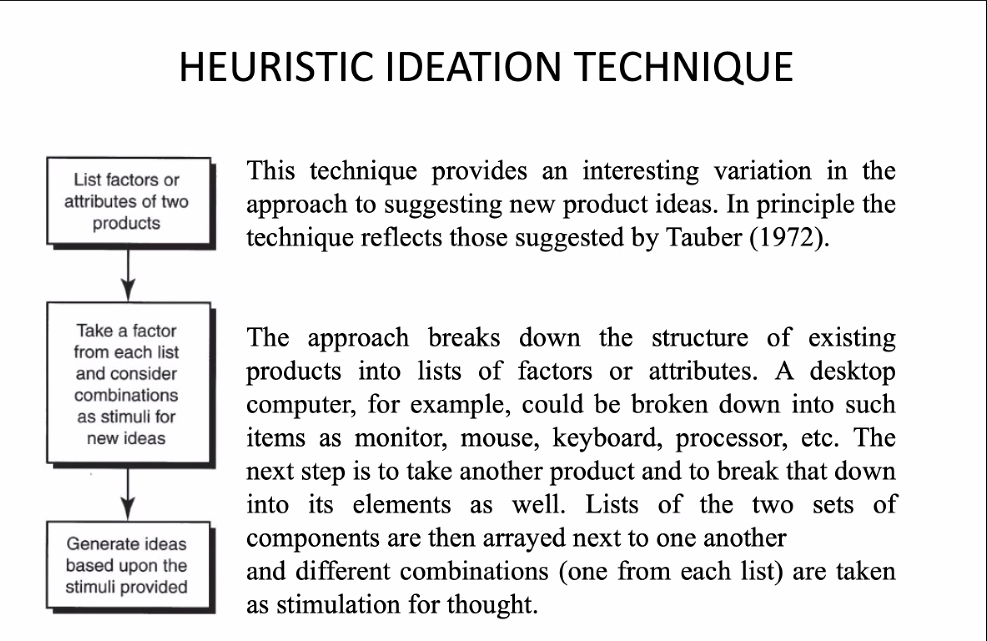 HEURISTIC IDEATION TECHNIQUE
List factors or
attributes of two
products
Take a factor
from each list
and consider
combinations
as stimuli for
new ideas
Generate ideas
based upon the
stimuli provided
This technique provides an interesting variation in the
approach to suggesting new product ideas. In principle the
technique reflects those suggested by Tauber (1972).
The approach breaks down the structure of existing
products into lists of factors or attributes. A desktop
computer, for example, could be broken down into such
items as monitor, mouse, keyboard, processor, etc. The
next step is to take another product and to break that down
into its elements as well. Lists of the two sets of
components are then arrayed next to one another
and different combinations (one from each list) are taken
as stimulation for thought.